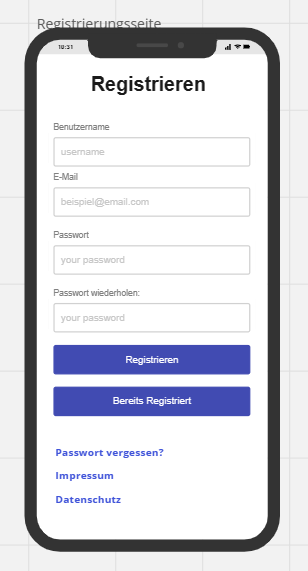 Registrierungsseite
10:31
Registrieren
Benutzername
username
E-Mail
beispiel@email.com
Passwort
your password
Passwort wiederholen:
your password
Registrieren
Bereits Registriert
Passwort vergessen?
Impressum
Datenschutz